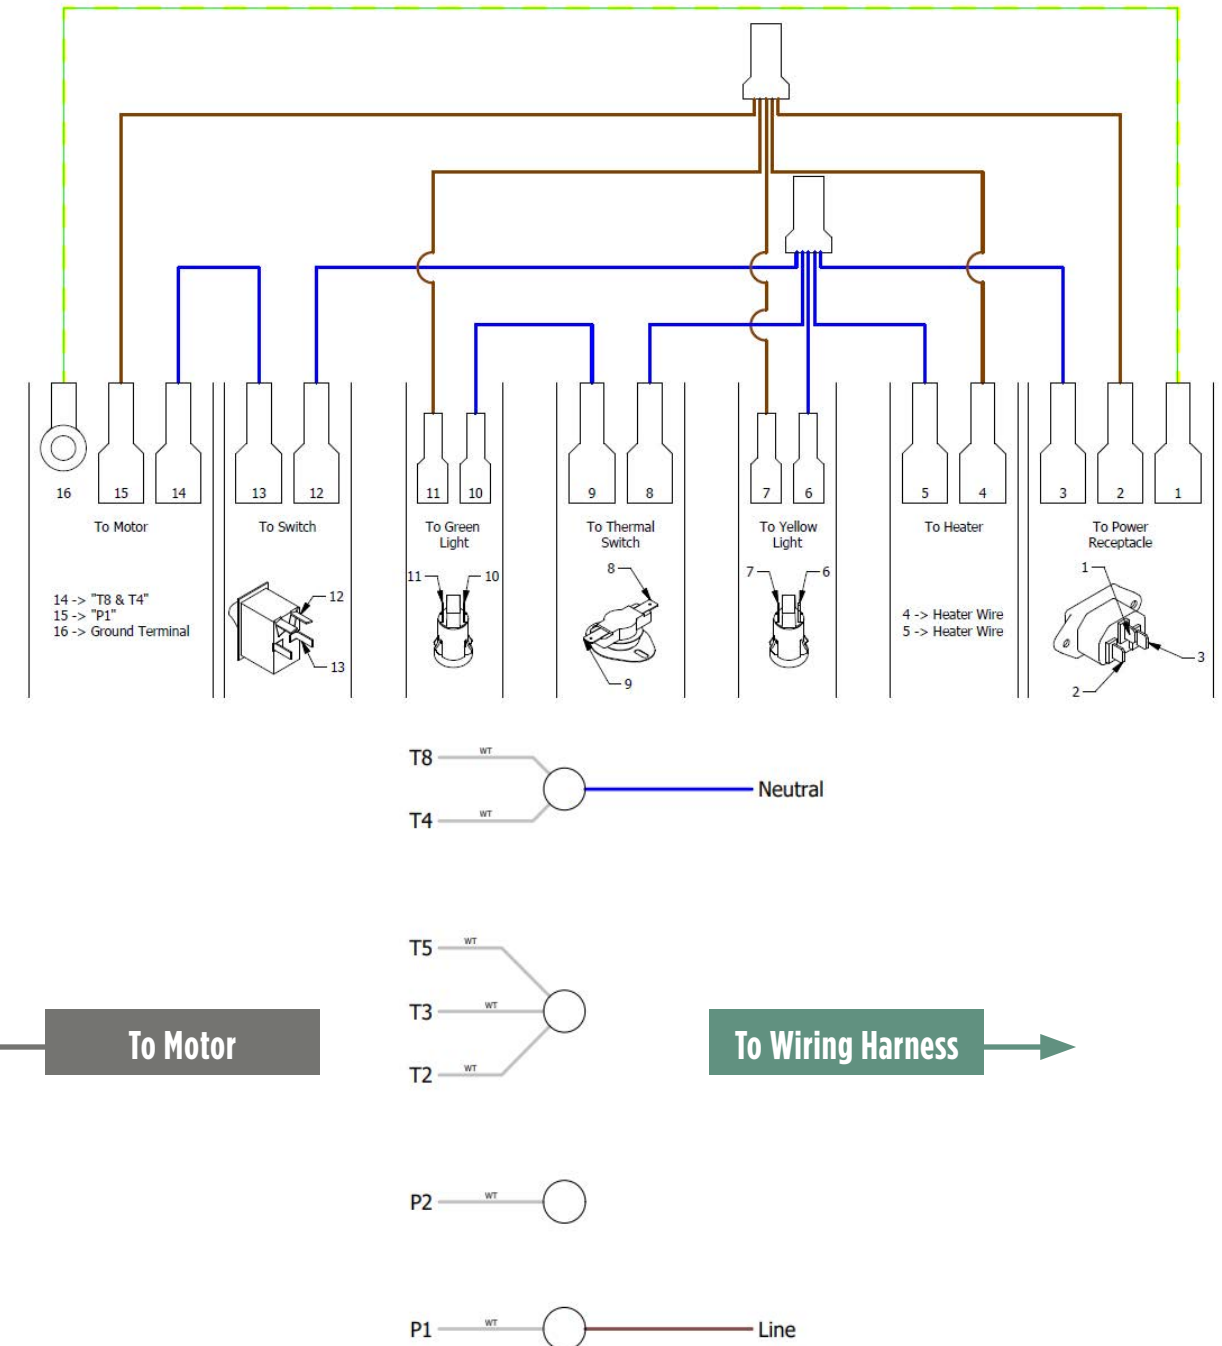 16
15
14
13
12
11
10
9
8
7
6
5
4
3
2
1
To Motor
To Switch
To Green
Light
To Thermal
Switch
To Yellow
Light
To Heater
To Power
Receptacle
14 -> "T8 & T4"
15 -> "P1"
16 -> Ground Terminal
12
13
11
10
8
9
7
6
4 -> Heater Wire
5 -> Heater Wire
1
3
2
T8
WT
Neutral
T4
WT
T5
WT
T3
WT
T2
WT
To Motor
To Wiring Harness
P2
WT
P1
WT
Line